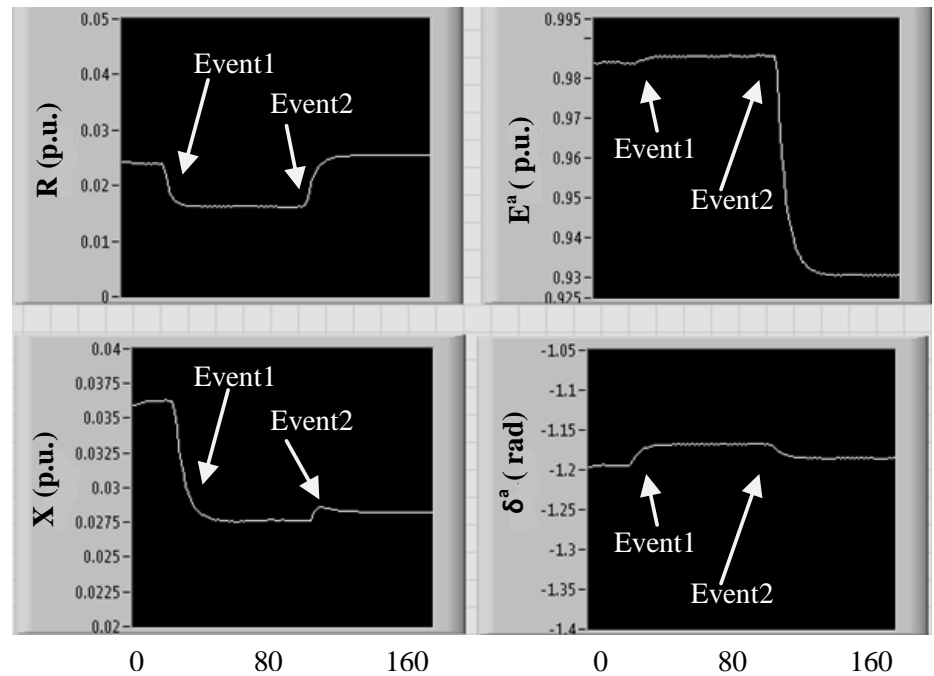 R (p.u.)
0.05
0.04
0.03
0.02
0.01
0
Event1
Event2
Eᵃ ( p.u.)
0.995
0.98
0.97
0.96
0.95
0.94
0.93
0.925
Event1
Event2
X (p.u.)
0.04
0.0375
0.035
0.0325
0.03
0.0275
0.025
0.0225
0.02
Event1
Event2
0 80 160
δᵃ ( rad)
-1.05
-1.1
-1.15
-1.2
-1.25
-1.3
-1.35
-1.4
Event1
Event2
0 80 160